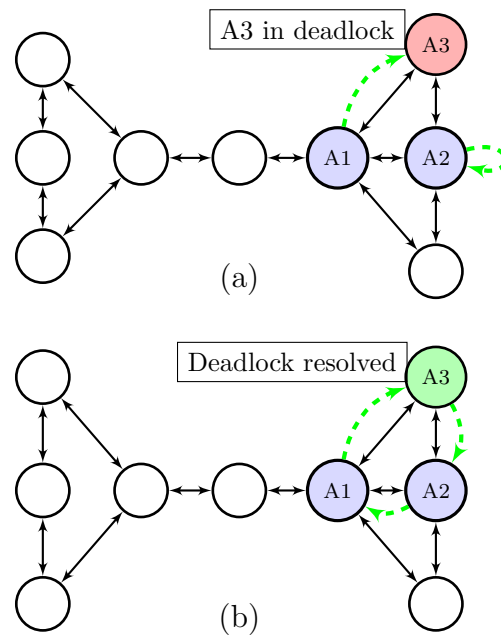 A3 in deadlock
A3
A1
A2
(a)
Deadlock resolved
A3
A1
A2
(b)